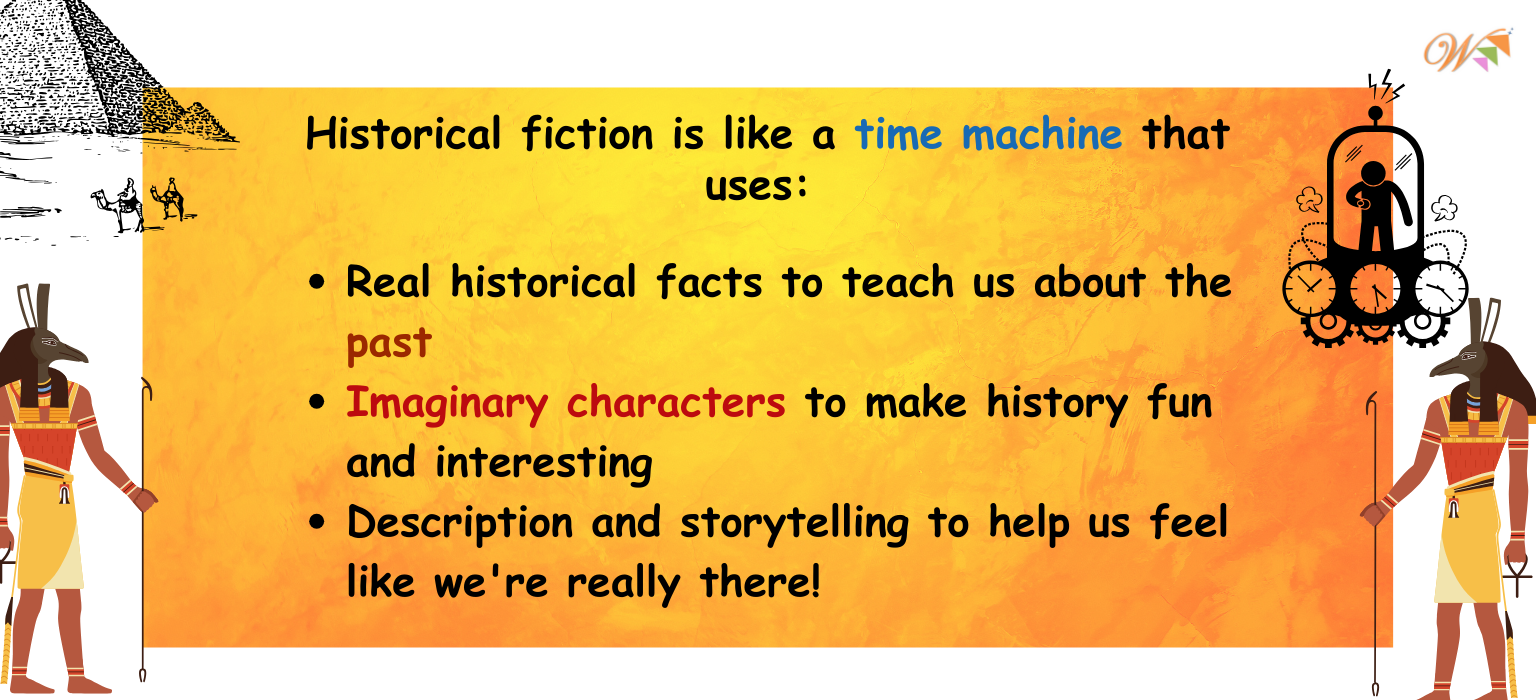 Historical fiction is like a time machine that
uses:
• Real historical facts to teach us about the
past
• Imaginary characters to make history fun
and interesting
• Description and storytelling to help us feel
like we're really there!
W